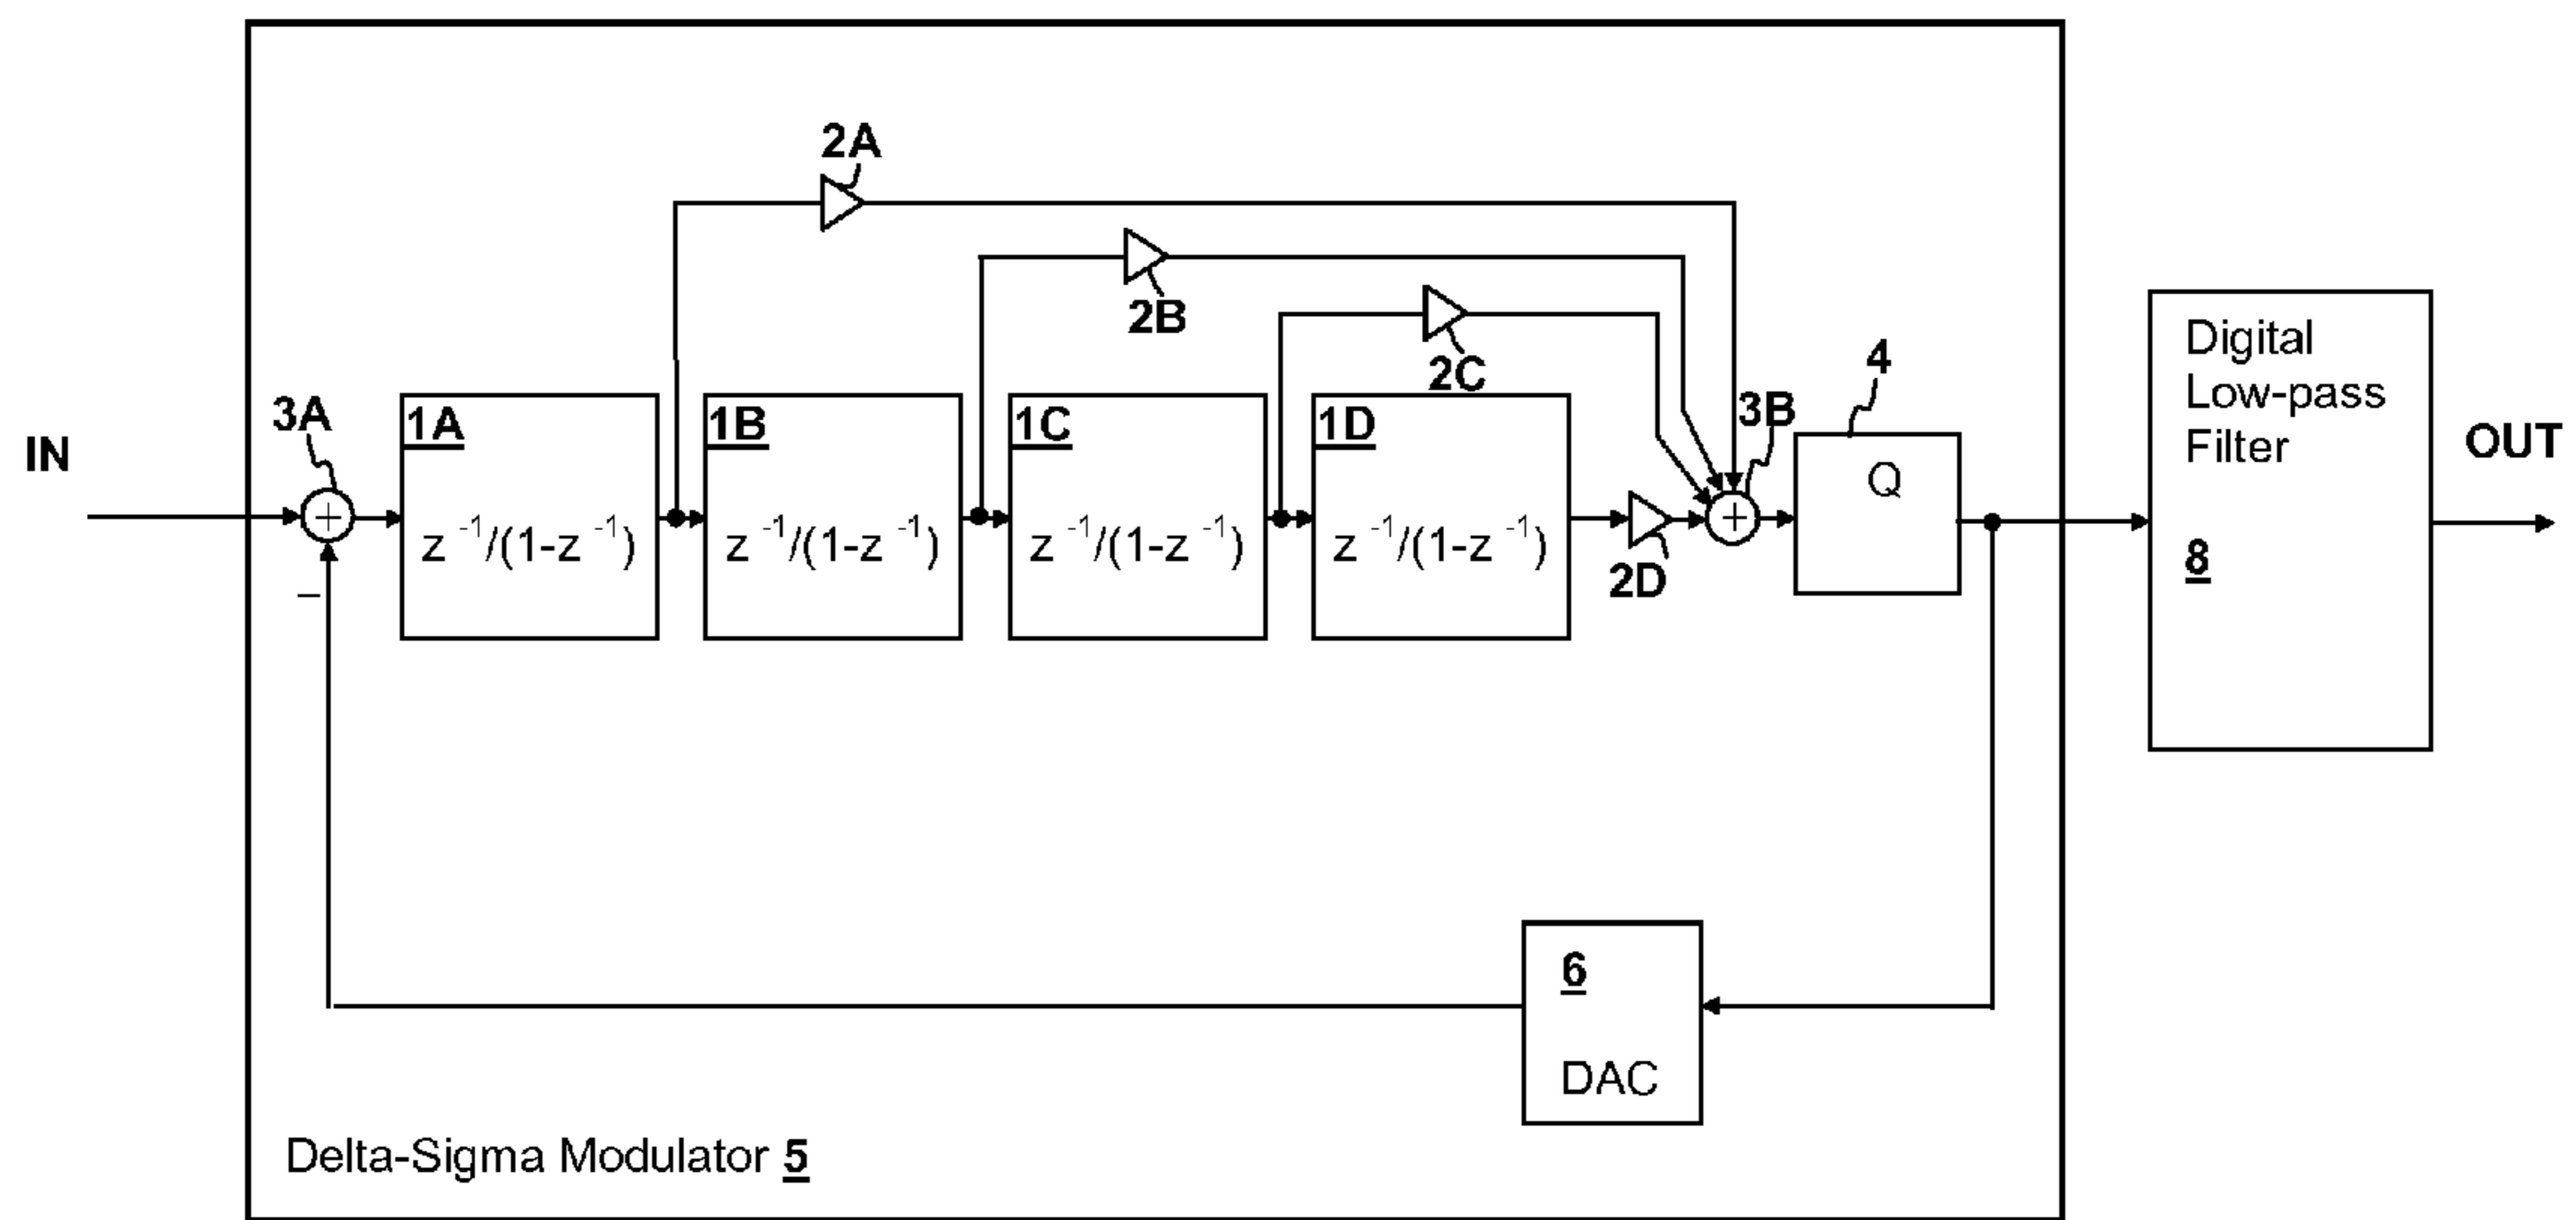 2A
2B
2C
4
3A
1A
1B
1C
1D
3B
IN
Digital
Low-pass
Filter
OUT
+
z -1/(1-z -1)
z -1/(1-z -1)
z -1/(1-z -1)
z -1/(1-z -1)
+
Q
8
2D
–
6
DAC
Delta-Sigma Modulator 5